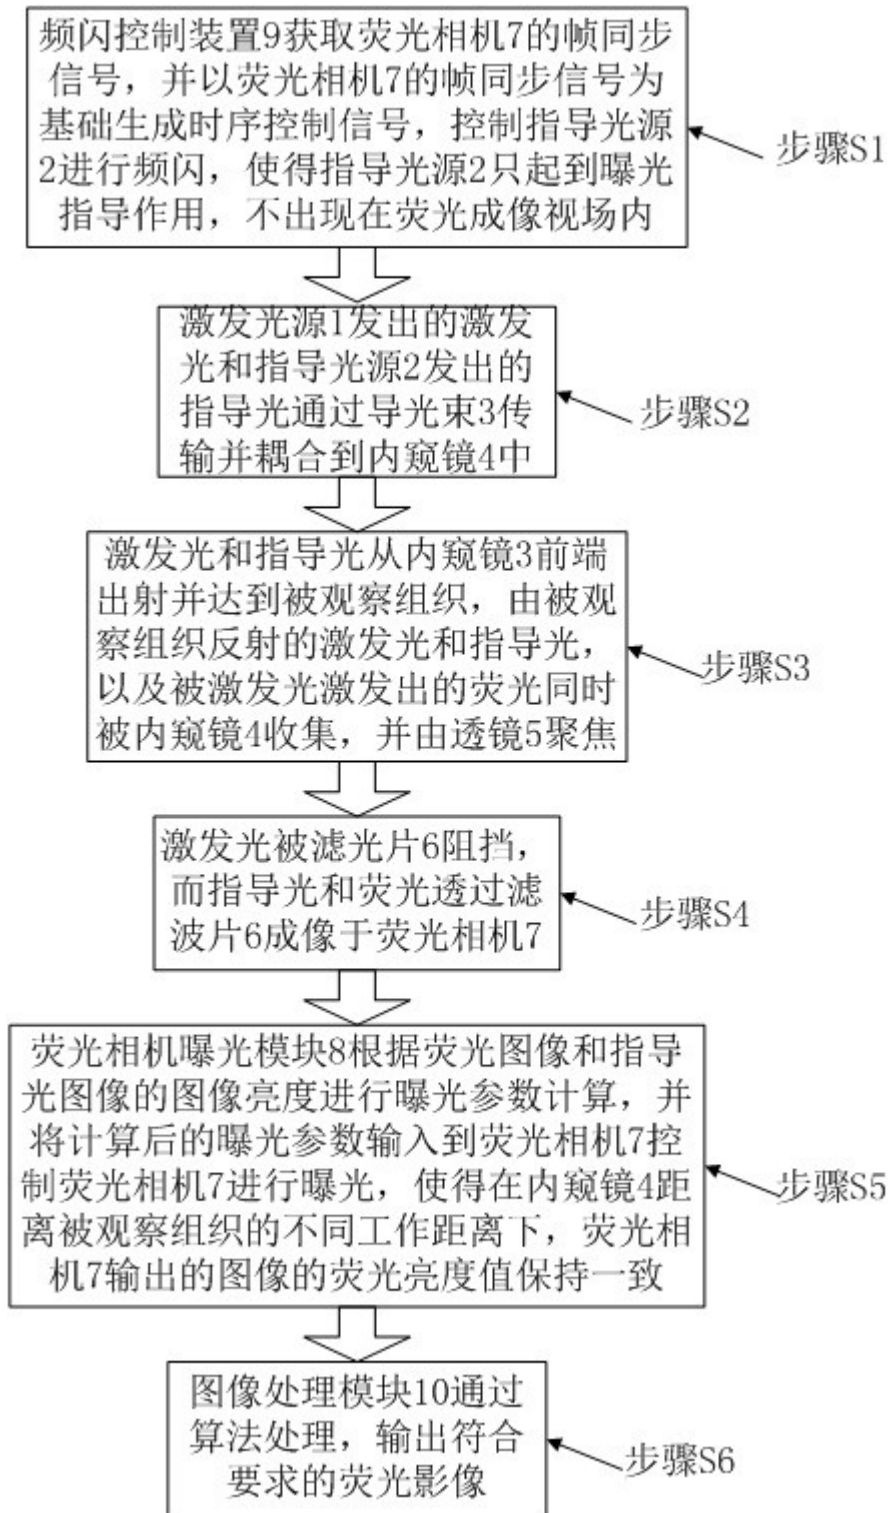 频闪控制装置9获取荧光相机7的帧同步
信号，并以荧光相机7的帧同步信号为
基础生成时序控制信号，控制指导光源
2进行频闪，使得指导光源2只起到曝光
指导作用，不出现在荧光成像视场内
步骤S1
激发光源1发出的激发
光和指导光源2发出的
指导光通过导光束3传
输并耦合到内窥镜4中
步骤S2
激发光和指导光从内窥镜3前端
出射并达到被观察组织，由被观
察组织反射的激发光和指导光，
以及被激发光激发出的荧光同时
被内窥镜4收集，并由透镜5聚焦
步骤S3
激发光被滤光片6阻挡，
而指导光和荧光透过滤
波片6成像于荧光相机7
步骤S4
荧光相机曝光模块8根据荧光图像和指导
光图像的图像亮度进行曝光参数计算，并
将计算后的曝光参数输入到荧光相机7控
制荧光相机7进行曝光，使得在内窥镜4距
离被观察组织的不同工作距离下，荧光相
机7输出的图像的荧光亮度值保持一致
步骤S5
图像处理模块10通过
算法处理，输出符合
要求的荧光影像
步骤S6